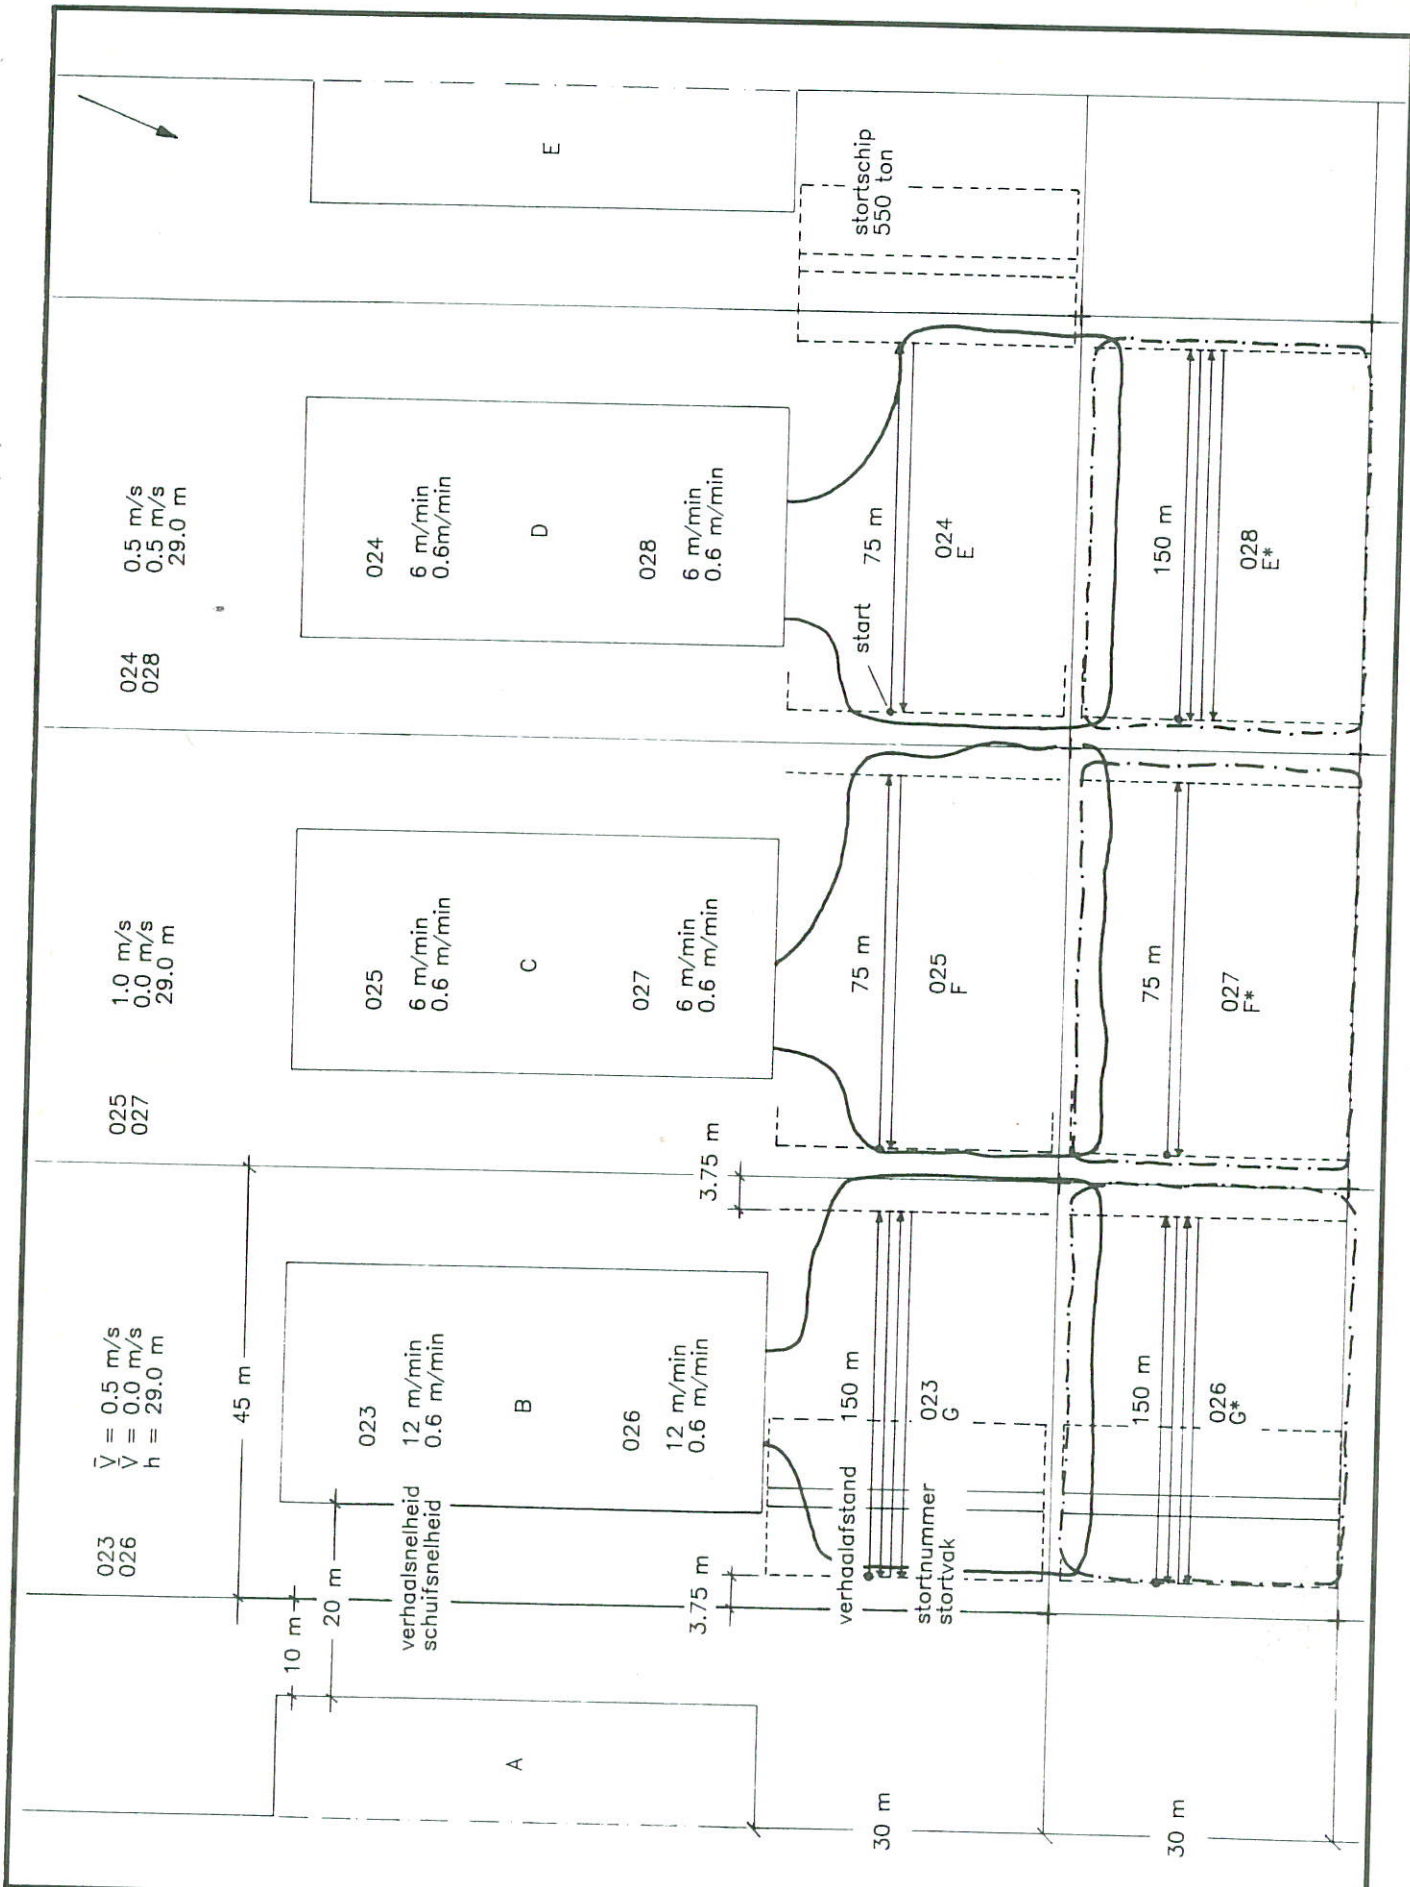 023
026
V̄ = 0.5 m/s
V̄ = 0.0 m/s
h = 29.0 m
025
027
1.0 m/s
0.0 m/s
29.0 m
024
028
0.5 m/s
0.5 m/s
29.0 m
45 m
10 m
20 m
verhaalsnelheid
schuifsnelheid
A
023
12 m/min
0.6 m/min
B
026
12 m/min
0.6 m/min
025
6 m/min
0.6 m/min
C
027
6 m/min
0.6 m/min
024
6 m/min
0.6m/min
D
028
6 m/min
0.6 m/min
E
3.75 m
3.75 m
verhaalafstand
150 m
stortnummer
stortvak
023
G
75 m
025
F
start
75 m
024
E
stortschip
550 ton
30 m
150 m
026
G*
75 m
027
F*
150 m
028
E*
30 m